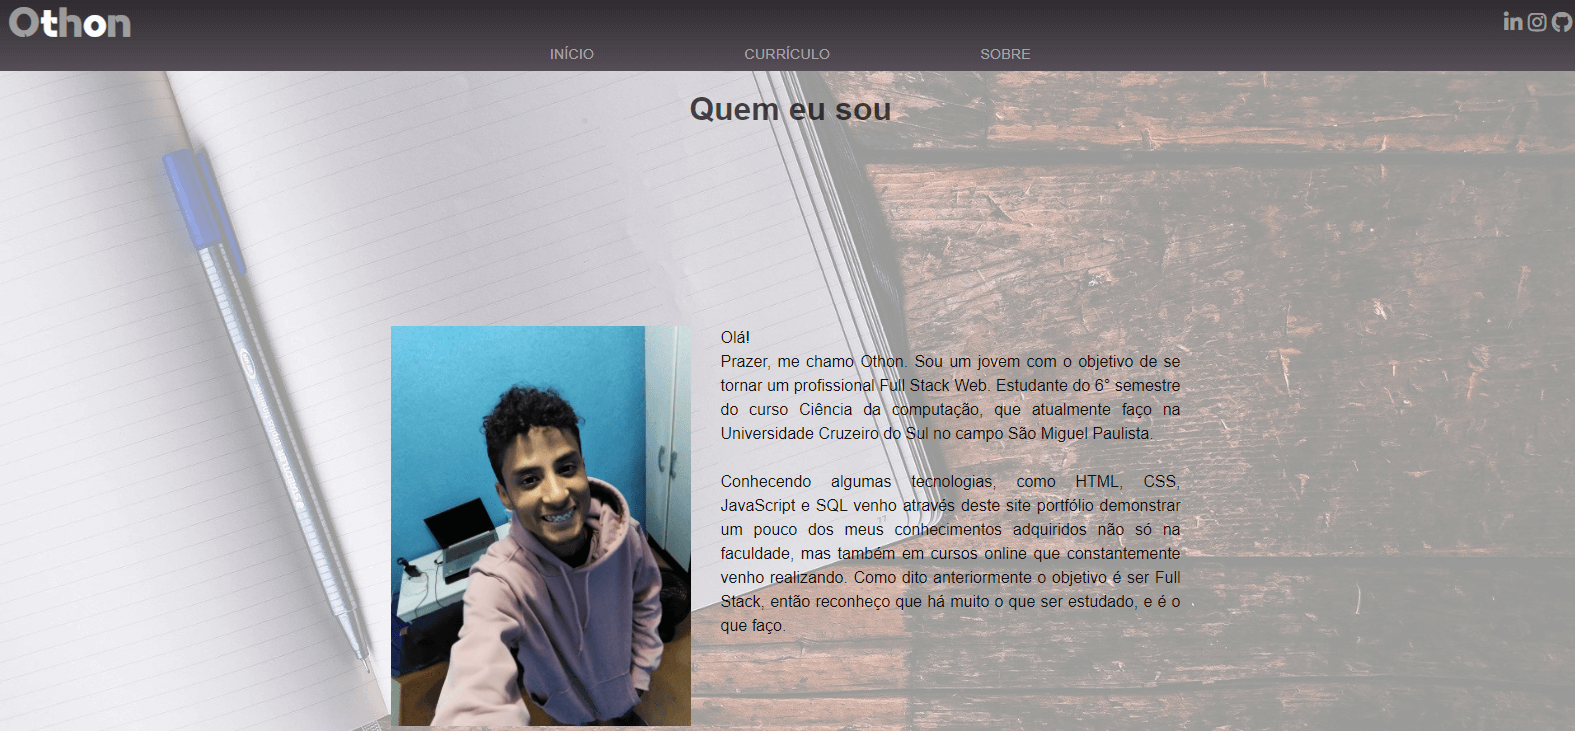 Othon
INÍCIO
CURRÍCULO
SOBRE
Quem eu sou
Olá!
Prazer, me chamo Othon. Sou um jovem com o objetivo de se
tornar um profissional Full Stack Web. Estudante do 6° semestre
do curso Ciência da computação, que atualmente faço na
Universidade Cruzeiro do Sul no campo São Miguel Paulista.
Conhecendo algumas tecnologias, como HTML, CSS,
JavaScript e SQL venho através deste site portfólio demonstrar
um pouco dos meus conhecimentos adquiridos não só na
faculdade, mas também em cursos online que constantemente
venho realizando. Como dito anteriormente o objetivo é ser Full
Stack, então reconheço que há muito o que ser estudado, e é o
que faço.